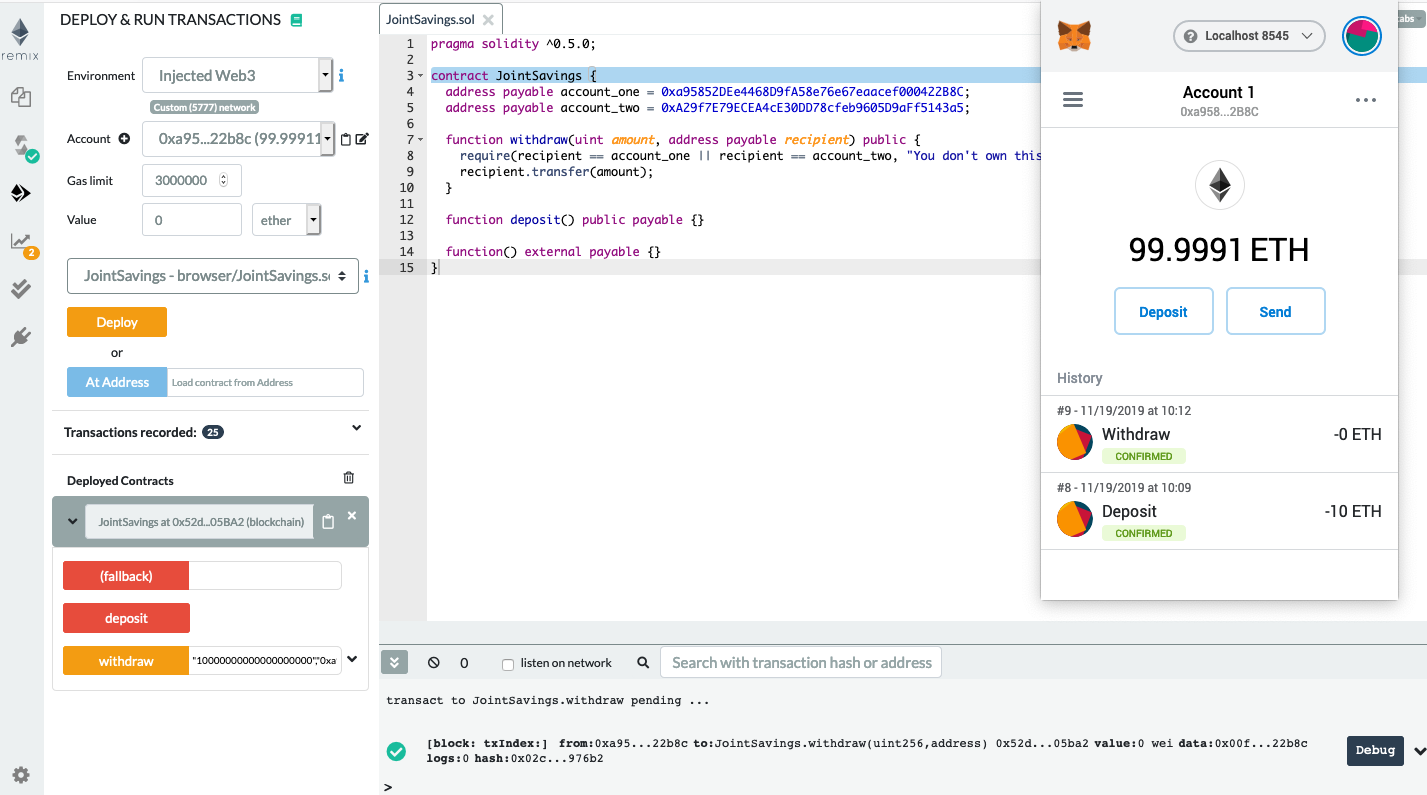 remix
2
DEPLOY & RUN TRANSACTIONS
Environment
Injected Web3
Custom (5777) network
Account
0xa95...22b8c (99.99911
Gas limit
3000000
Value
0
ether
JointSavings - browser/JointSavings.so
Deploy
or
At Address
Load contract from Address
Transactions recorded: 25
Deployed Contracts
JointSavings at 0x52d...05BA2 (blockchain)
(fallback)
deposit
withdraw
"10000000000000000000","0xa
JointSavings.sol
1 pragma solidity ^0.5.0;
2
3 contract JointSavings {
4 address payable account_one = 0xa95852DEe4468D9fA58e76e67eaacef000422B8C;
5 address payable account_two = 0xA29f7E79ECEA4cE30DD78cfeb9605D9aFf5143a5;
6
7 function withdraw(uint amount, address payable recipient) public {
8 require(recipient == account_one || recipient == account_two, "You don't own this
9 recipient.transfer(amount);
10 }
11
12 function deposit() public payable {}
13
14 function() external payable {}
15 }
Localhost 8545
Account 1
0xa958...2B8C
99.9991 ETH
Deposit
Send
History
#9 - 11/19/2019 at 10:12
Withdraw
-0 ETH
CONFIRMED
#8 - 11/19/2019 at 10:09
Deposit
-10 ETH
CONFIRMED
0
listen on network
Search with transaction hash or address
transact to JointSavings.withdraw pending ...
[block: txIndex:] from:0xa95...22b8c to:JointSavings.withdraw(uint256,address) 0x52d...05ba2 value:0 wei data:0x00f...22b8c
logs:0 hash:0x02c...976b2
Debug
>